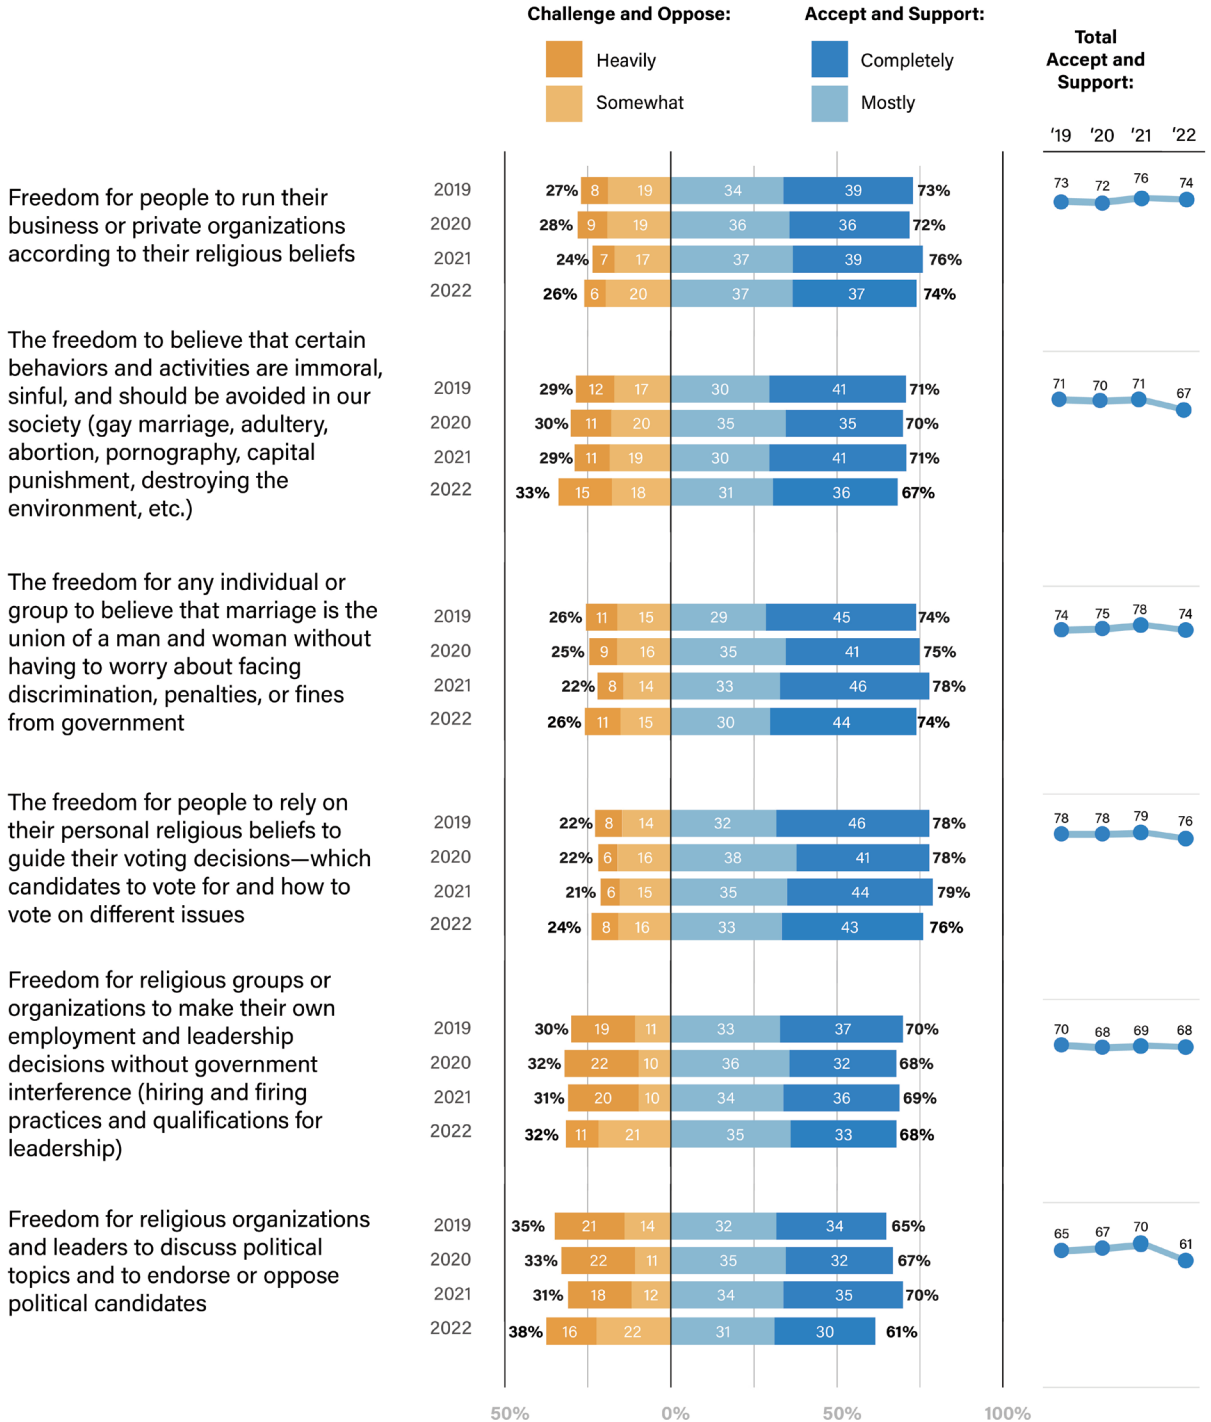 Challenge and Oppose:
Heavily
Somewhat
Accept and Support:
Completely
Mostly
Total
Accept and
Support:
'19 '20 '21 '22
Freedom for people to run their
business or private organizations
according to their religious beliefs
2019 27% 8 19 34 39 73%
2020 28% 9 19 36 36 72%
2021 24% 7 17 37 39 76%
2022 26% 6 20 37 37 74%
73 72 76 74
The freedom to believe that certain
behaviors and activities are immoral,
sinful, and should be avoided in our
society (gay marriage, adultery,
abortion, pornography, capital
punishment, destroying the
environment, etc.)
2019 29% 12 17 30 41 71%
2020 30% 11 20 35 35 70%
2021 29% 11 19 30 41 71%
2022 33% 15 18 31 36 67%
71 70 71 67
The freedom for any individual or
group to believe that marriage is the
union of a man and woman without
having to worry about facing
discrimination, penalties, or fines
from government
2019 26% 11 15 29 45 74%
2020 25% 9 16 35 41 75%
2021 22% 8 14 33 46 78%
2022 26% 11 15 30 44 74%
74 75 78 74
The freedom for people to rely on
their personal religious beliefs to
guide their voting decisions—which
candidates to vote for and how to
vote on different issues
2019 22% 8 14 32 46 78%
2020 22% 6 16 38 41 78%
2021 21% 6 15 35 44 79%
2022 24% 8 16 33 43 76%
78 78 79 76
Freedom for religious groups or
organizations to make their own
employment and leadership
decisions without government
interference (hiring and firing
practices and qualifications for
leadership)
2019 30% 19 11 33 37 70%
2020 32% 22 10 36 32 68%
2021 31% 20 10 34 36 69%
2022 32% 11 21 35 33 68%
70 68 69 68
Freedom for religious organizations
and leaders to discuss political
topics and to endorse or oppose
political candidates
2019 35% 21 14 32 34 65%
2020 33% 22 11 35 32 67%
2021 31% 18 12 34 35 70%
2022 38% 16 22 31 30 61%
65 67 70 61
50% 0% 50% 100%